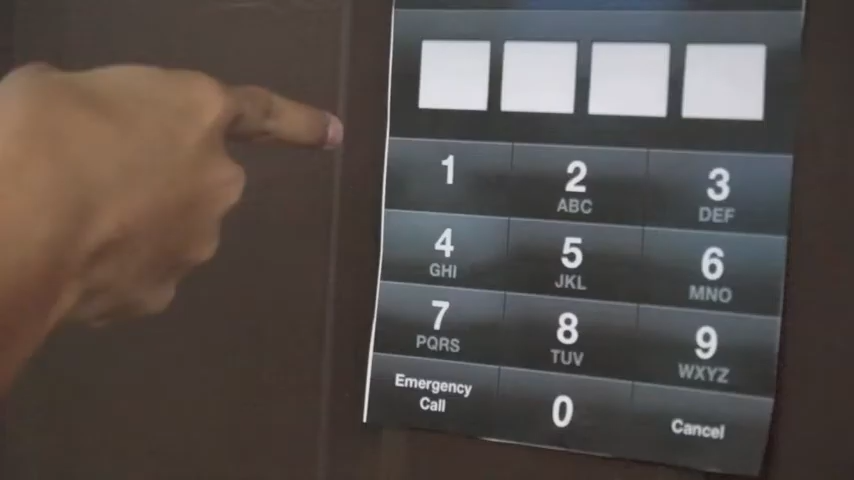 1 2 3
ABC DEF
4 5 6
GHI JKL MNO
7 8 9
PQRS TUV WXYZ
Emergency
Call 0 Cancel